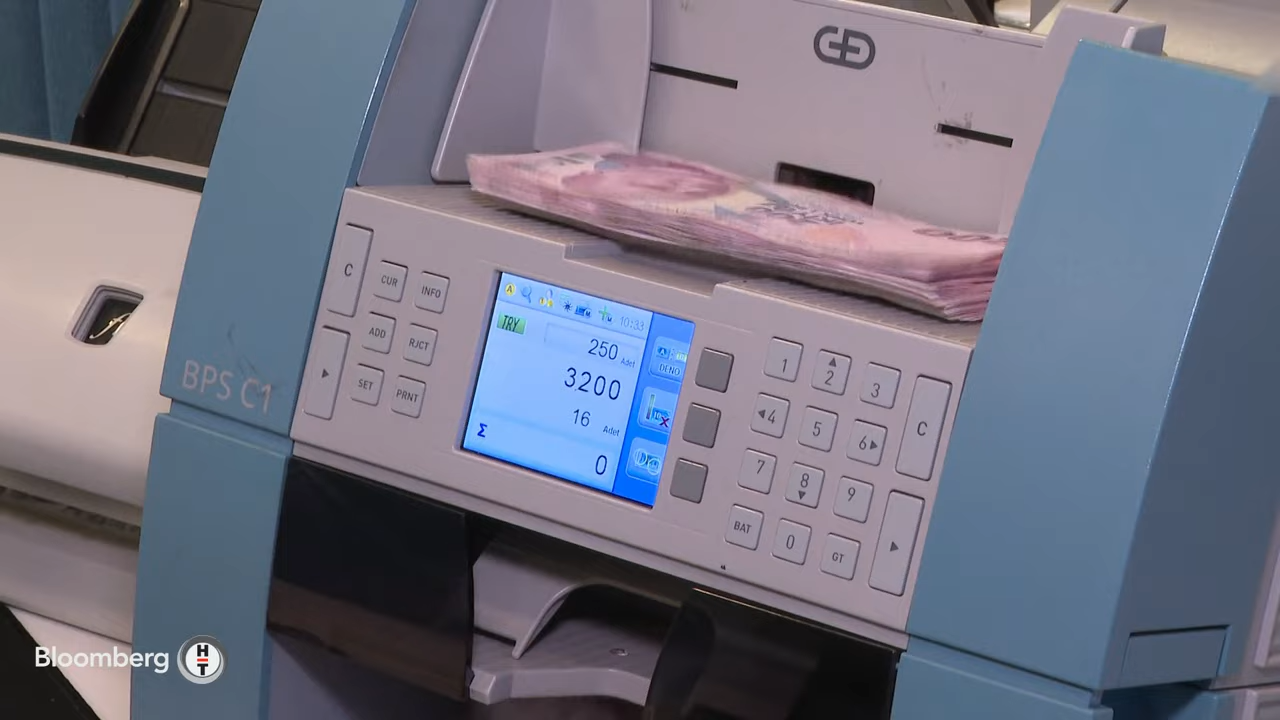 GD
BPS C1
C
CUR
INFO
ADD
RJCT
SET
PRNT
10:33
TRY
250 Adet
3200
16 Adet
Σ
0
DENO
1
2
3
4
5
6
7
8
9
BAT
0
GT
C
Bloomberg HT